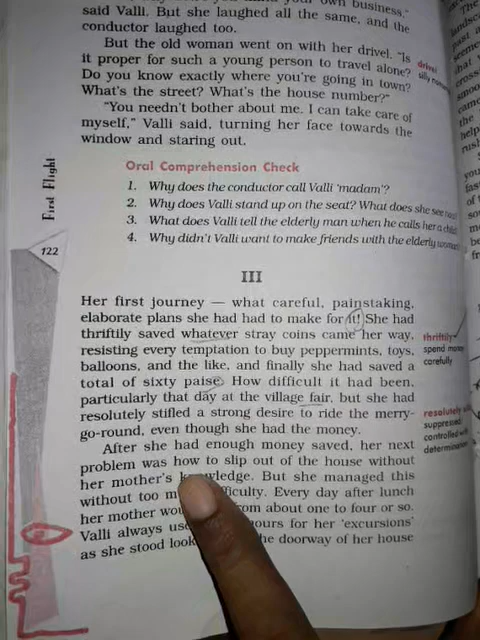 said Valli. But she laughed all the same, and the
conductor laughed too.
But the old woman went on with her drivel. "Is
it proper for such a young person to travel alone?
Do you know exactly where you're going in town?
What's the street? What's the house number?"
"You needn't bother about me. I can take care of
myself," Valli said, turning her face towards the
window and staring out.
drivel
silly
Oral Comprehension Check
1. Why does the conductor call Valli 'madam'?
2. Why does Valli stand up on the seat? What does she see
3. What does Valli tell the elderly man when he calls her a
4. Why didn't Valli want to make friends with the elderly
First Flight
122
III
Her first journey — what careful, painstaking,
elaborate plans she had had to make for it! She had
thriftily saved whatever stray coins came her way,
resisting every temptation to buy peppermints, toys,
balloons, and the like, and finally she had saved a
total of sixty paise. How difficult it had been,
particularly that day at the village fair, but she had
resolutely stifled a strong desire to ride the merry-
go-round, even though she had the money.
thriftily
spend money
carefully
resolutely
suppressed
controlled with
determination
After she had enough money saved, her next
problem was how to slip out of the house without
her mother's knowledge. But she managed this
without too difficulty. Every day after lunch
her mother from about one to four or so.
Valli always hours for her 'excursions'
as she stood doorway of her house